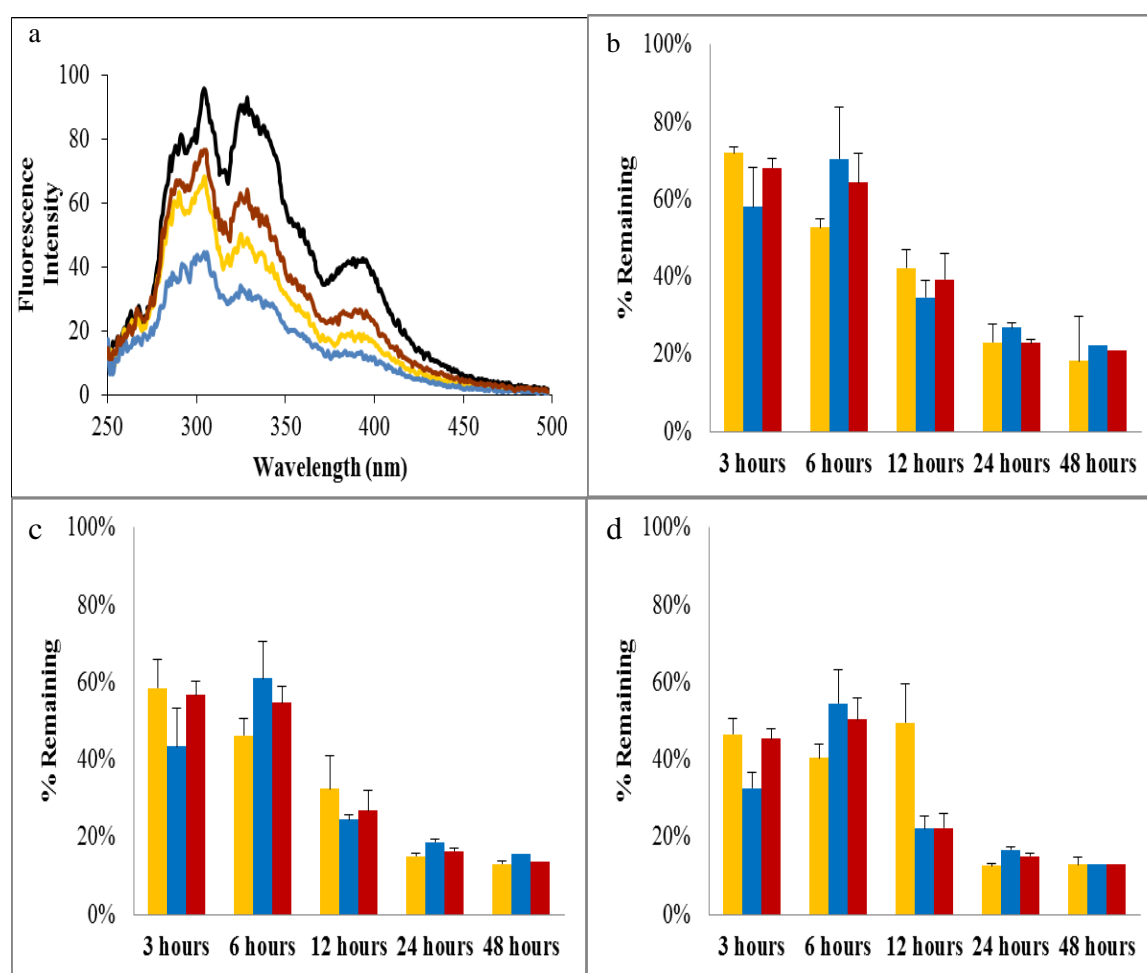 a
100
80
60
40
20
0
Fluorescence
Intensity
250 300 350 400 450 500
Wavelength (nm)
b
100%
80%
60%
40%
20%
0%
% Remaining
3 hours 6 hours 12 hours 24 hours 48 hours
c
100%
80%
60%
40%
20%
0%
% Remaining
3 hours 6 hours 12 hours 24 hours 48 hours
d
100%
80%
60%
40%
20%
0%
% Remaining
3 hours 6 hours 12 hours 24 hours 48 hours